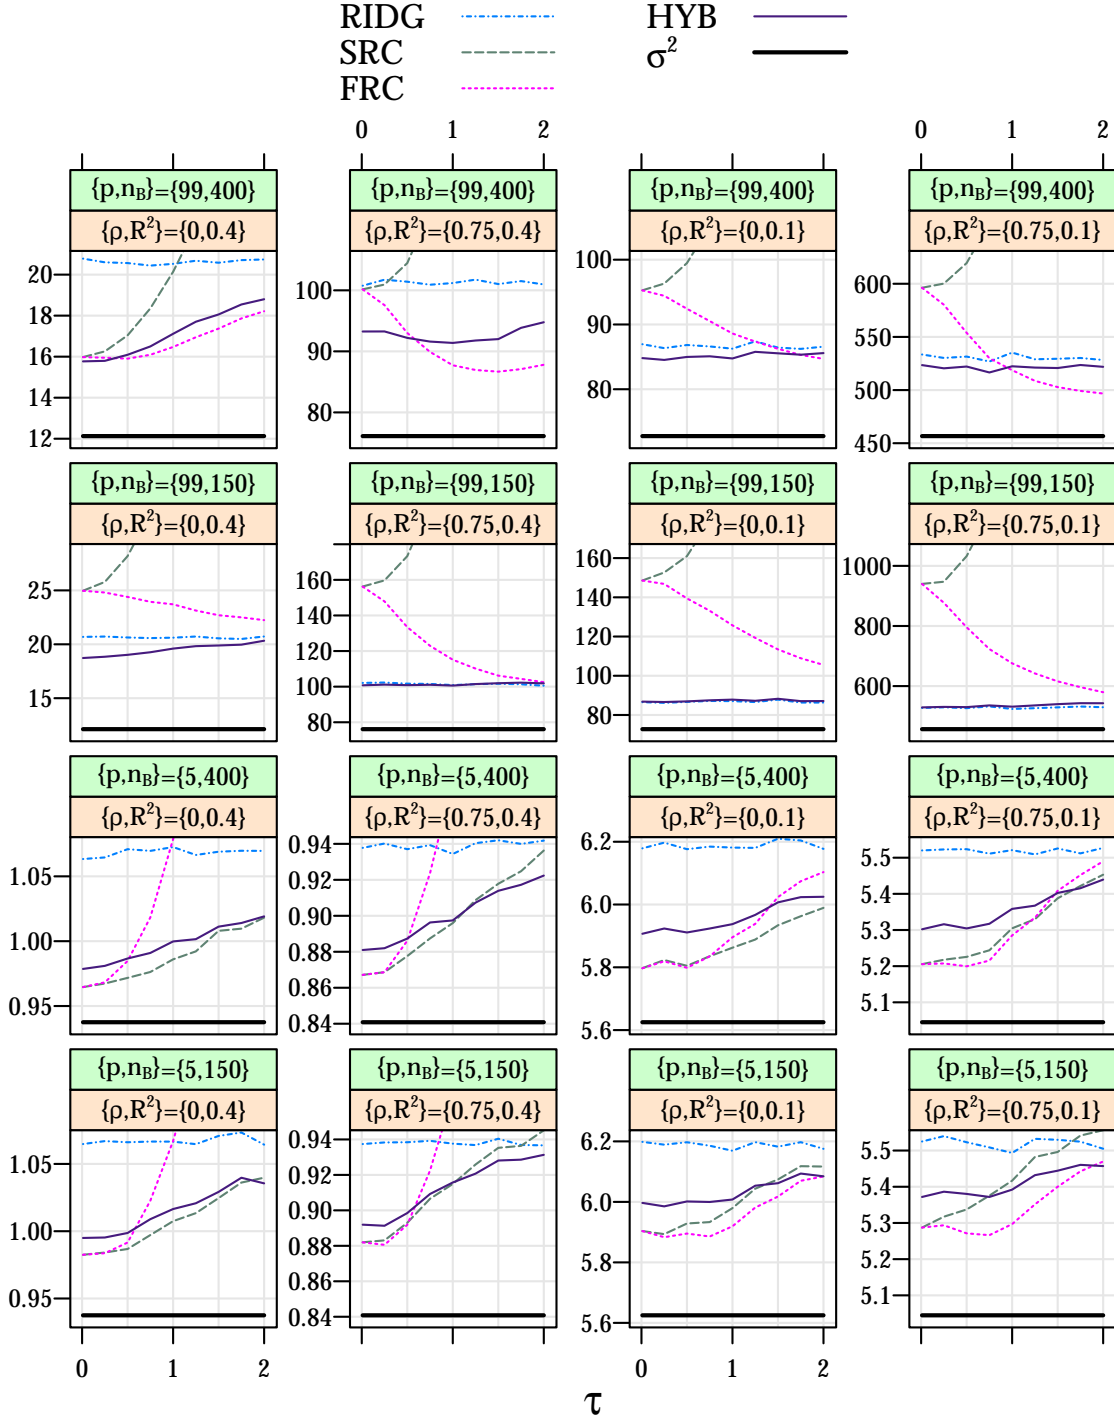 RIDG HYB
SRC σ²
FRC
0 1 2 0 1 2
{p,n_B}={99,400} {p,n_B}={99,400} {p,n_B}={99,400} {p,n_B}={99,400}
{ρ,R²}={0,0.4} {ρ,R²}={0.75,0.4} {ρ,R²}={0,0.1} {ρ,R²}={0.75,0.1}
20 100 100 600
18 90 90 550
16 80 80 500
14 450
12
{p,n_B}={99,150} {p,n_B}={99,150} {p,n_B}={99,150} {p,n_B}={99,150}
{ρ,R²}={0,0.4} {ρ,R²}={0.75,0.4} {ρ,R²}={0,0.1} {ρ,R²}={0.75,0.1}
25 160 160 1000
20 140 140 800
15 120 120 600
100 100
80 80
{p,n_B}={5,400} {p,n_B}={5,400} {p,n_B}={5,400} {p,n_B}={5,400}
{ρ,R²}={0,0.4} {ρ,R²}={0.75,0.4} {ρ,R²}={0,0.1} {ρ,R²}={0.75,0.1}
1.05 0.94 6.2 5.5
1.00 0.92 6.0 5.4
0.95 0.90 5.8 5.3
0.88 5.6 5.2
0.86 5.1
0.84
{p,n_B}={5,150} {p,n_B}={5,150} {p,n_B}={5,150} {p,n_B}={5,150}
{ρ,R²}={0,0.4} {ρ,R²}={0.75,0.4} {ρ,R²}={0,0.1} {ρ,R²}={0.75,0.1}
1.05 0.94 6.2 5.5
1.00 0.92 6.0 5.4
0.95 0.90 5.8 5.3
0.88 5.6 5.2
0.86 5.1
0.84
0 1 2 0 1 2
τ